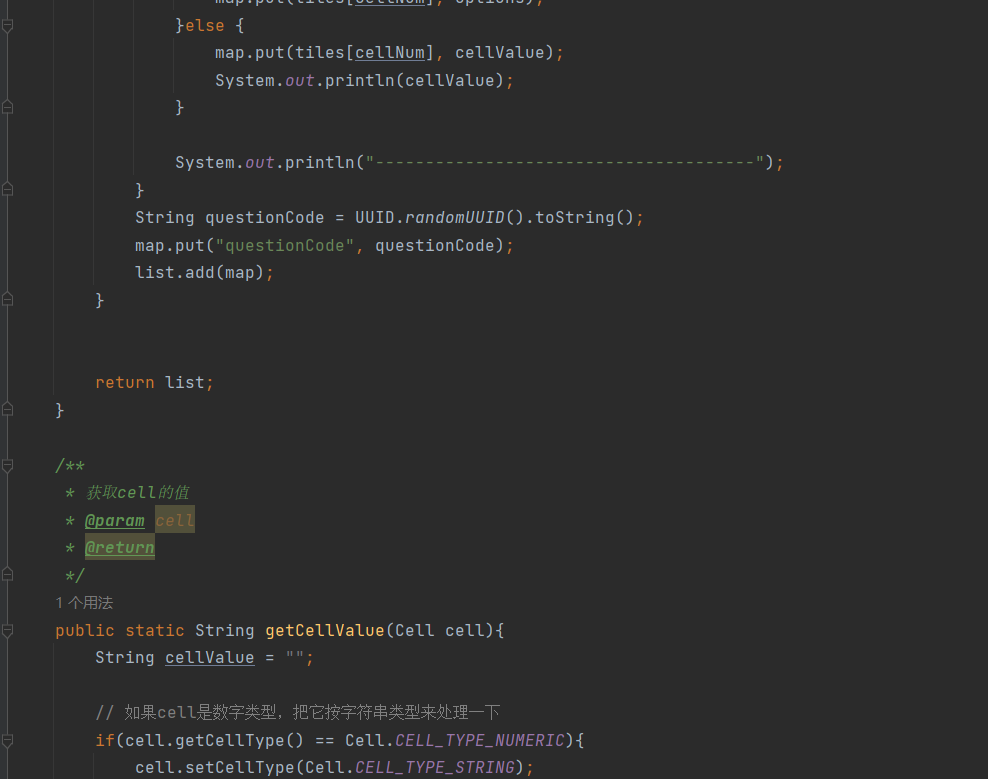 map.put(tiles[cellNum], options);
}else {
map.put(tiles[cellNum], cellValue);
System.out.println(cellValue);
}
System.out.println("--------------------------------------");
}
String questionCode = UUID.randomUUID().toString();
map.put("questionCode", questionCode);
list.add(map);
}
return list;
}
/**
* 获取cell的值
* @param cell
* @return
*/
1 个用法
public static String getCellValue(Cell cell){
String cellValue = "";
// 如果cell是数字类型，把它按字符串类型来处理一下
if(cell.getCellType() == Cell.CELL_TYPE_NUMERIC){
cell.setCellType(Cell.CELL_TYPE_STRING);